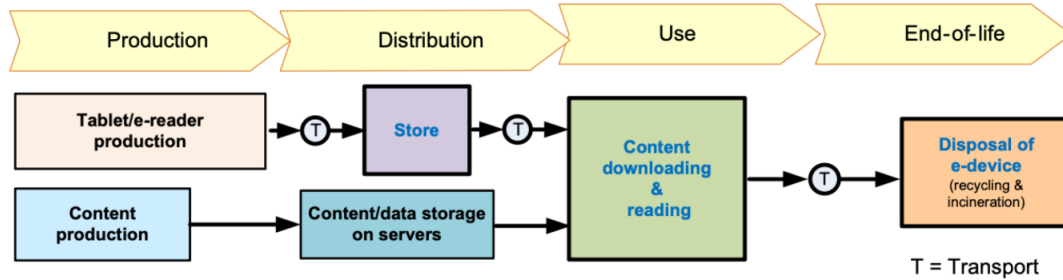 Production
Distribution
Use
End-of-life
Tablet/e-reader
production
T
Store
T
Content
downloading
&
reading
T
Disposal of
e-device
(recycling &
incineration)
Content
production
Content/data storage
on servers
T = Transport